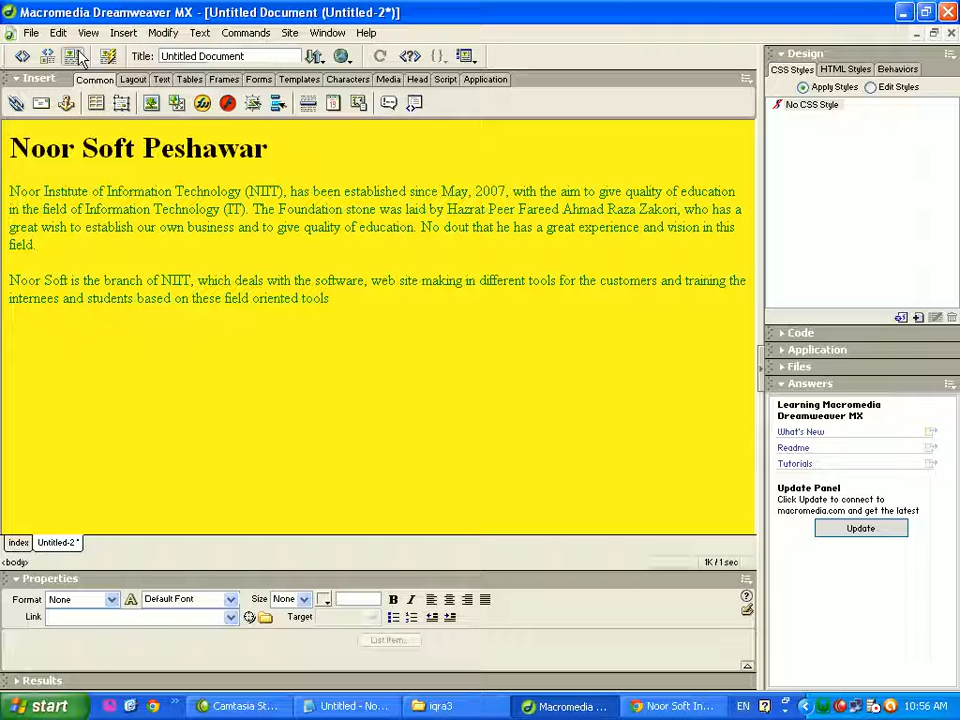 Macromedia Dreamweaver MX - [Untitled Document (Untitled-2*)]
File Edit View Insert Modify Text Commands Site Window Help
Title: Untitled Document
Insert Common Layout Text Tables Frames Forms Templates Characters Media Head Script Application
Noor Soft Peshawar
Noor Institute of Information Technology (NIIT), has been established since May, 2007, with the aim to give quality of education
in the field of Information Technology (IT). The Foundation stone was laid by Hazrat Peer Fareed Ahmad Raza Zakori, who has a
great wish to establish our own business and to give quality of education. No dout that he has a great experience and vision in this
field.
Noor Soft is the branch of NIIT, which deals with the software, web site making in different tools for the customers and training the
internees and students based on these field oriented tools
index Untitled-2*
<body>
1K / 1 sec
Properties
Format None Default Font Size None B I
Link Target
List Item...
Results
Design
CSS Styles HTML Styles Behaviors
Apply Styles Edit Styles
No CSS Style
Code
Application
Files
Answers
Learning Macromedia
Dreamweaver MX
What's New
Readme
Tutorials
Update Panel
Click Update to connect to
macromedia.com and get the latest
Update
start Camtasia St... Untitled - No... iqra3 Macromedia ... Noor Soft In... EN 10:56 AM